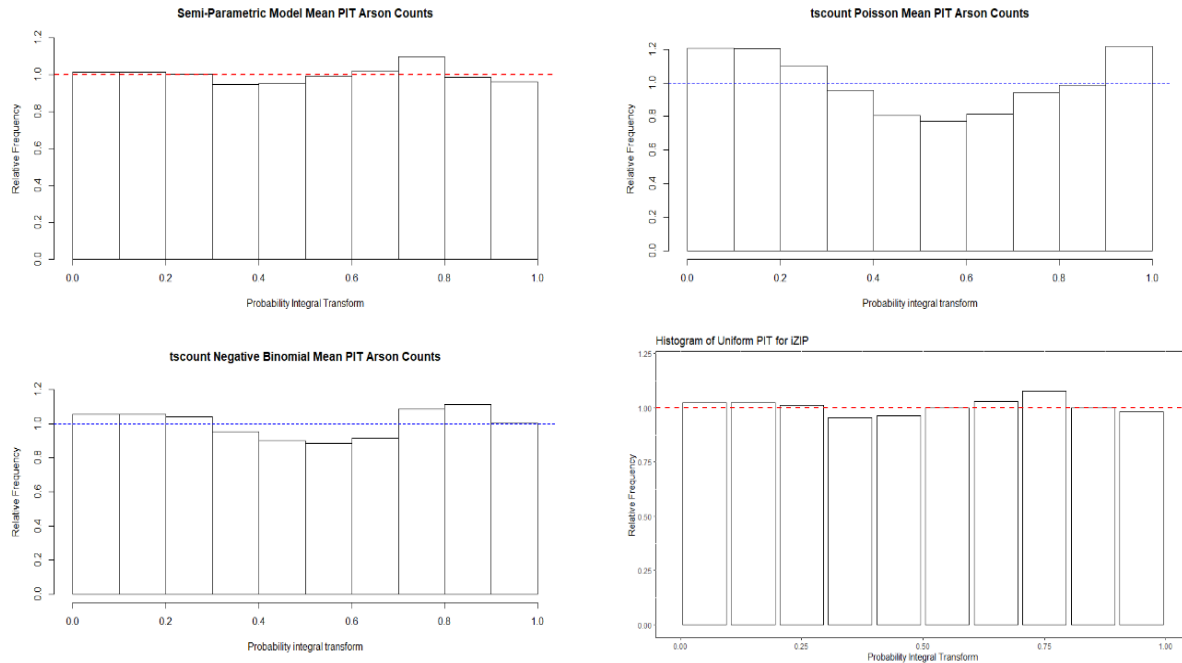 Semi-Parametric Model Mean PIT Arson Counts
Relative Frequency
1.2
1.0
0.8
0.6
0.4
0.2
0.0
0.0 0.2 0.4 0.6 0.8 1.0
Probability Integral Transform
tscount Poisson Mean PIT Arson Counts
Relative Frequency
1.2
1.0
0.8
0.6
0.4
0.2
0.0
0.0 0.2 0.4 0.6 0.8 1.0
Probability integral transform
tscount Negative Binomial Mean PIT Arson Counts
Relative Frequency
1.2
1.0
0.8
0.6
0.4
0.2
0.0
0.0 0.2 0.4 0.6 0.8 1.0
Probability integral transform
Histogram of Uniform PIT for iZIP
Relative Frequency
1.25
1.00
0.75
0.50
0.25
0.00
0.00 0.25 0.50 0.75 1.00
Probability Integral Transform